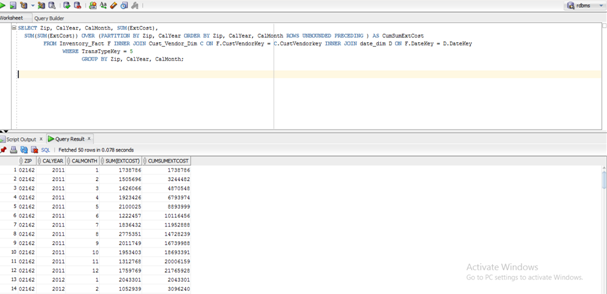 rdbms
Worksheet Query Builder
SELECT Zip, CalYear, CalMonth, SUM(ExtCost),
SUM(SUM(ExtCost)) OVER (PARTITION BY Zip, CalYear ORDER BY Zip, CalYear, CalMonth ROWS UNBOUNDED PRECEDING ) AS CumSumExtCost
FROM Inventory_Fact F INNER JOIN Cust_Vendor_Dim C ON F.CustVendorKey = C.CustVendorkey INNER JOIN date_dim D ON F.DateKey = D.DateKey
WHERE TransTypeKey = 5
GROUP BY Zip, CalYear, CalMonth;
Script Output × Query Result ×
SQL | Fetched 50 rows in 0.078 seconds
ZIP CALYEAR CALMONTH SUM(EXTCOST) CUMSUMEXTCOST
1 02162 2011 1 1738786 1738786
2 02162 2011 2 1505696 3244482
3 02162 2011 3 1626066 4870548
4 02162 2011 4 1923426 6793974
5 02162 2011 5 2100025 8893999
6 02162 2011 6 1222457 10116456
7 02162 2011 7 1836432 11952888
8 02162 2011 8 2775351 14728239
9 02162 2011 9 2011749 16739988
10 02162 2011 10 1953403 18693391
11 02162 2011 11 1312768 20006159
12 02162 2011 12 1759769 21765928
13 02162 2012 1 2043301 2043301
14 02162 2012 2 1052939 3096240
Activate Windows
Go to PC settings to activate Windows.